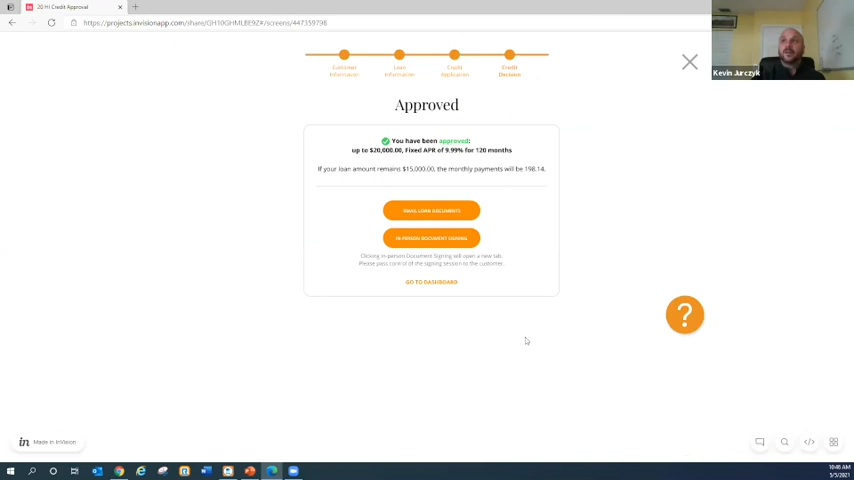 20 HI Credit Approval
https://projects.invisionapp.com/share/GH10GHMLBE9Z#/screens/447359798
Kevin Jurczyk
Customer Information
Loan Information
Credit Application
Credit Decision
Approved
You have been approved:
up to $20,000.00, Fixed APR of 9.99% for 120 months
If your loan amount remains $15,000.00, the monthly payments will be 198.14.
EMAIL LOAN DOCUMENTS
IN-PERSON DOCUMENT SIGNING
Clicking In-person Document Signing will open a new tab.
Please pass control of the signing session to the customer.
GO TO DASHBOARD
?
in Made in InVision
10:46 AM
5/5/2021